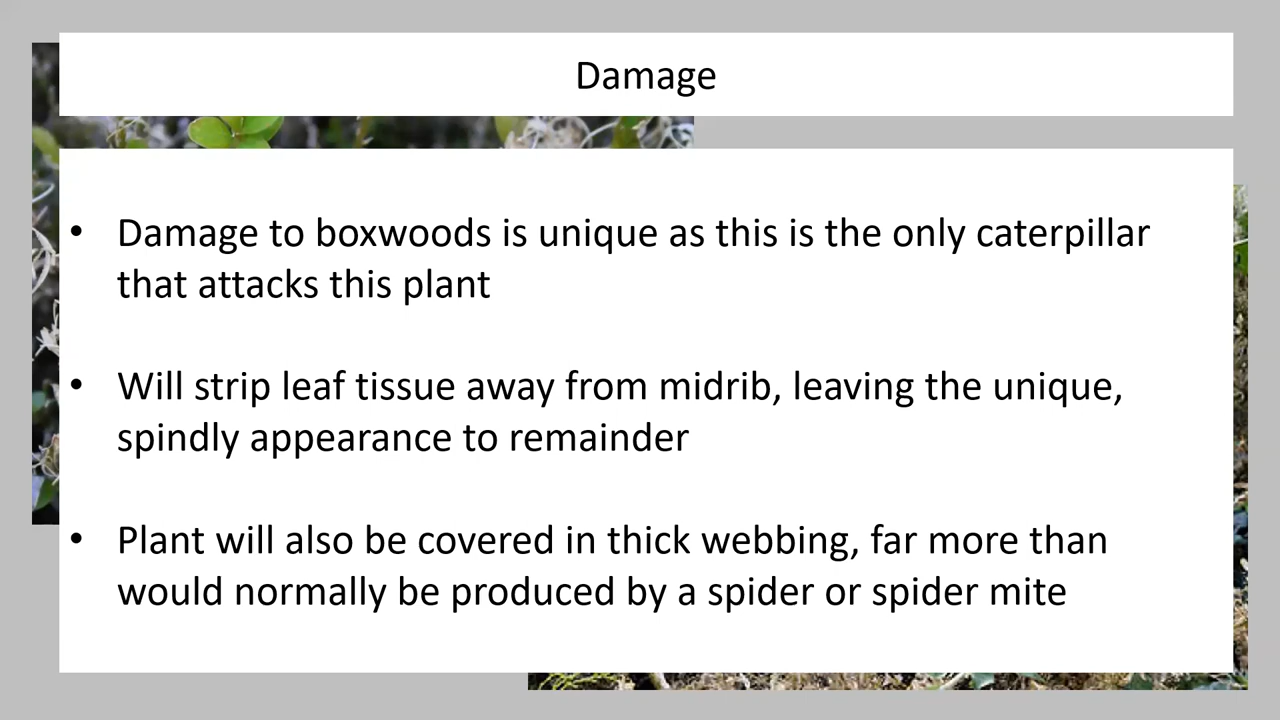 Damage
• Damage to boxwoods is unique as this is the only caterpillar
that attacks this plant
• Will strip leaf tissue away from midrib, leaving the unique,
spindly appearance to remainder
• Plant will also be covered in thick webbing, far more than
would normally be produced by a spider or spider mite